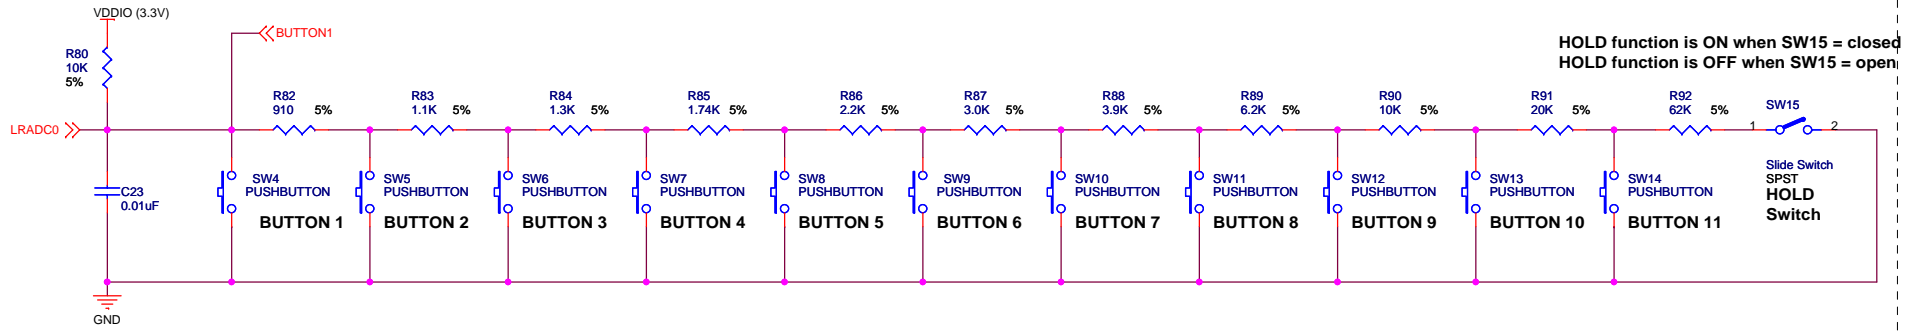 VDDIO (3.3V)
BUTTON1
HOLD function is ON when SW15 = closed
HOLD function is OFF when SW15 = open
R80
10K
5%
R82
910 5%
R83
1.1K 5%
R84
1.3K 5%
R85
1.74K 5%
R86
2.2K 5%
R87
3.0K 5%
R88
3.9K 5%
R89
6.2K 5%
R90
10K 5%
R91
20K 5%
R92
62K 5%
SW15
1 2
LRADC0
C23
0.01uF
SW4
PUSHBUTTON
BUTTON 1
SW5
PUSHBUTTON
BUTTON 2
SW6
PUSHBUTTON
BUTTON 3
SW7
PUSHBUTTON
BUTTON 4
SW8
PUSHBUTTON
BUTTON 5
SW9
PUSHBUTTON
BUTTON 6
SW10
PUSHBUTTON
BUTTON 7
SW11
PUSHBUTTON
BUTTON 8
SW12
PUSHBUTTON
BUTTON 9
SW13
PUSHBUTTON
BUTTON 10
SW14
PUSHBUTTON
BUTTON 11
Slide Switch
SPST
HOLD
Switch
GND